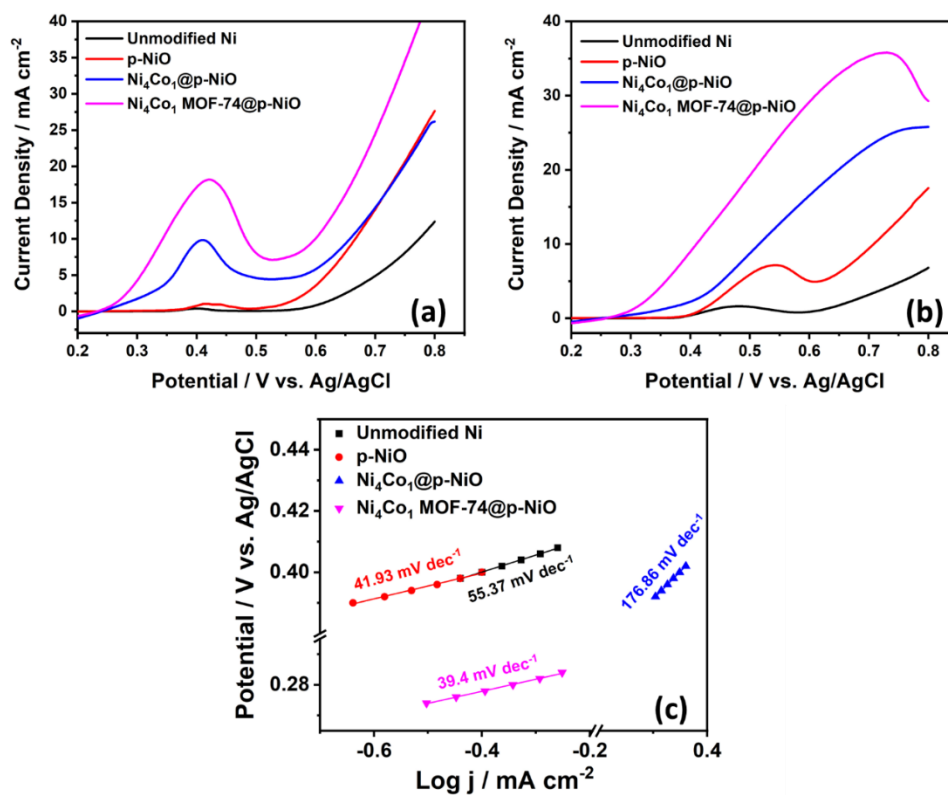 40
35
30
25
20
15
10
5
0
Current Density / mA cm⁻²
Unmodified Ni
p-NiO
Ni₄Co₁@p-NiO
Ni₄Co₁ MOF-74@p-NiO
(a)
0.2 0.3 0.4 0.5 0.6 0.7 0.8
Potential / V vs. Ag/AgCl
40
30
20
10
0
Current Density / mA cm⁻²
Unmodified Ni
p-NiO
Ni₄Co₁@p-NiO
Ni₄Co₁ MOF-74@p-NiO
(b)
0.2 0.3 0.4 0.5 0.6 0.7 0.8
Potential / V vs. Ag/AgCl
0.44
0.42
0.40
0.28
Potential / V vs. Ag/AgCl
Unmodified Ni
p-NiO
Ni₄Co₁@p-NiO
Ni₄Co₁ MOF-74@p-NiO
41.93 mV dec⁻¹
55.37 mV dec⁻¹
176.86 mV dec⁻¹
39.4 mV dec⁻¹
(c)
-0.6 -0.4 -0.2 0.4
Log j / mA cm⁻²